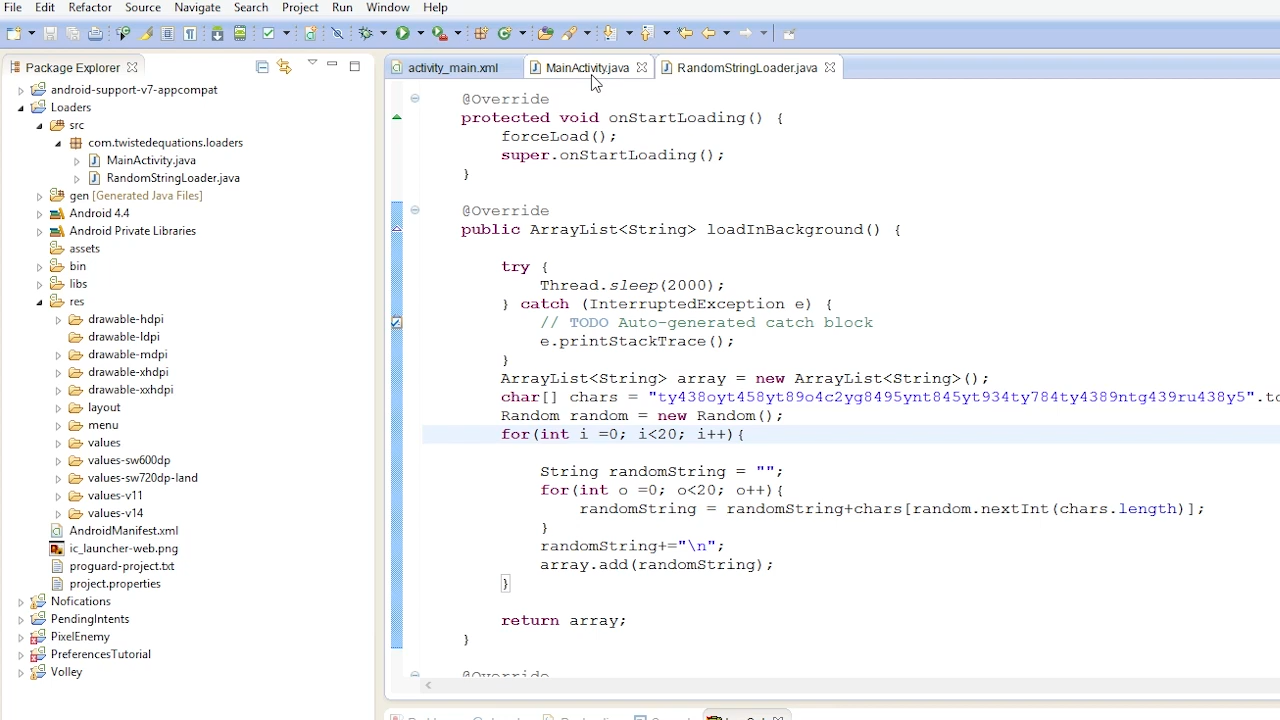 File Edit Refactor Source Navigate Search Project Run Window Help
Package Explorer
activity_main.xml MainActivity.java RandomStringLoader.java
android-support-v7-appcompat
Loaders
src
com.twistedequations.loaders
MainActivity.java
RandomStringLoader.java
gen [Generated Java Files]
Android 4.4
Android Private Libraries
assets
bin
libs
res
drawable-hdpi
drawable-ldpi
drawable-mdpi
drawable-xhdpi
drawable-xxhdpi
layout
menu
values
values-sw600dp
values-sw720dp-land
values-v11
values-v14
AndroidManifest.xml
ic_launcher-web.png
proguard-project.txt
project.properties
Nofications
PendingIntents
PixelEnemy
PreferencesTutorial
Volley
@Override
protected void onStartLoading() {
forceLoad();
super.onStartLoading();
}
@Override
public ArrayList<String> loadInBackground() {
try {
Thread.sleep(2000);
} catch (InterruptedException e) {
// TODO Auto-generated catch block
e.printStackTrace();
}
ArrayList<String> array = new ArrayList<String>();
char[] chars = "ty438oyt458yt89o4c2yg8495ynt845yt934ty784ty4389ntg439ru438y5".to
Random random = new Random();
for(int i =0; i<20; i++){
String randomString = "";
for(int o =0; o<20; o++){
randomString = randomString+chars[random.nextInt(chars.length)];
}
randomString+="\n";
array.add(randomString);
}
return array;
}
@Override